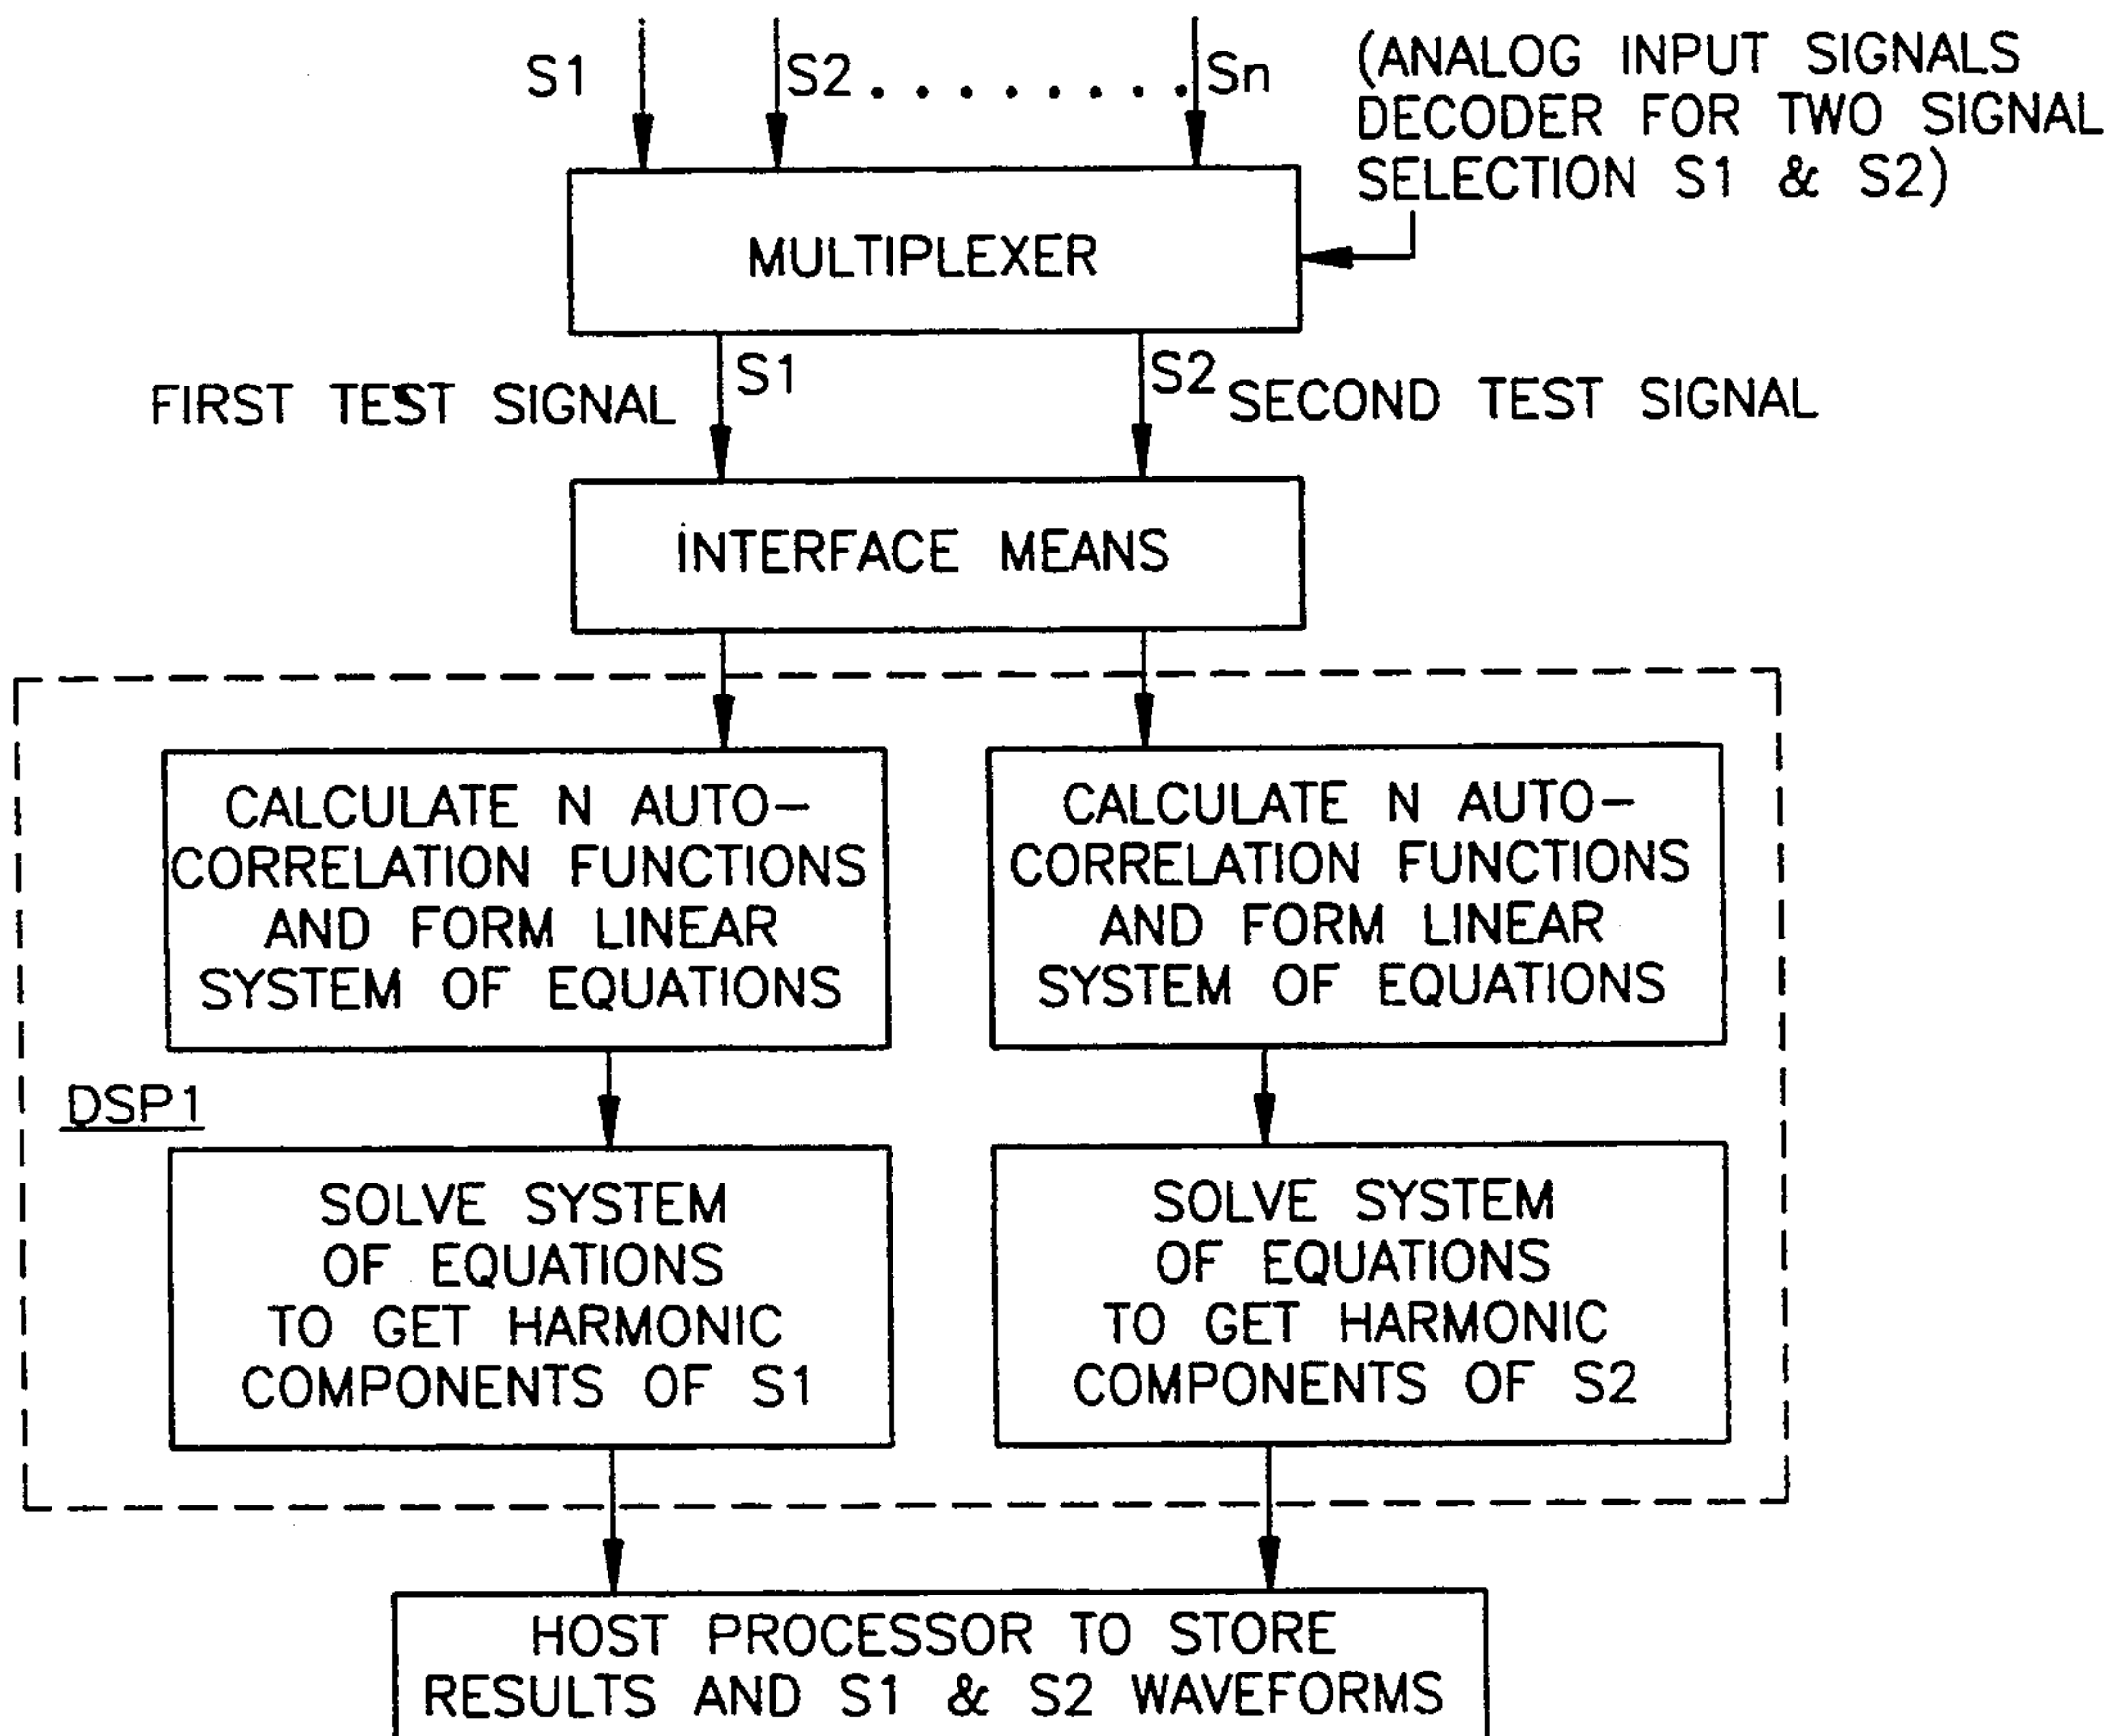 S1 S2 . . . . . . . . Sn
(ANALOG INPUT SIGNALS
DECODER FOR TWO SIGNAL
SELECTION S1 & S2)
MULTIPLEXER
FIRST TEST SIGNAL S1
S2 SECOND TEST SIGNAL
INTERFACE MEANS
CALCULATE N AUTO-
CORRELATION FUNCTIONS
AND FORM LINEAR
SYSTEM OF EQUATIONS
CALCULATE N AUTO-
CORRELATION FUNCTIONS
AND FORM LINEAR
SYSTEM OF EQUATIONS
DSP1
SOLVE SYSTEM
OF EQUATIONS
TO GET HARMONIC
COMPONENTS OF S1
SOLVE SYSTEM
OF EQUATIONS
TO GET HARMONIC
COMPONENTS OF S2
HOST PROCESSOR TO STORE
RESULTS AND S1 & S2 WAVEFORMS